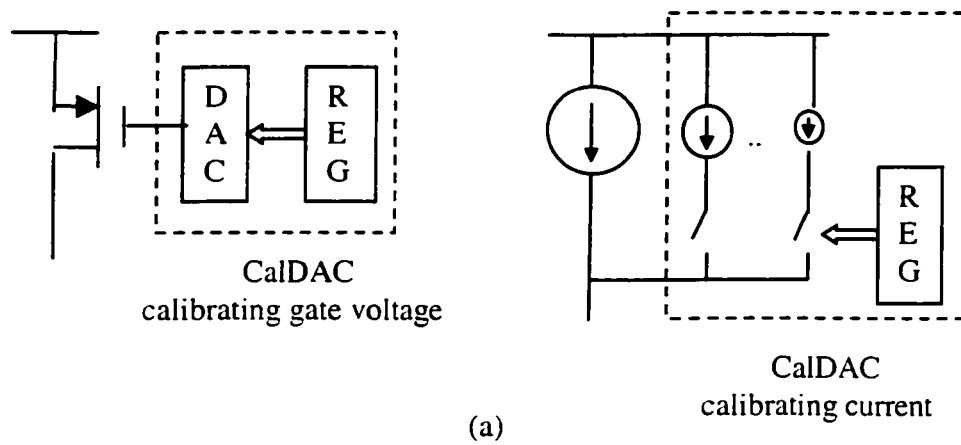 D
A
C
R
E
G
CalDAC
calibrating gate voltage
..
R
E
G
CalDAC
calibrating current
(a)